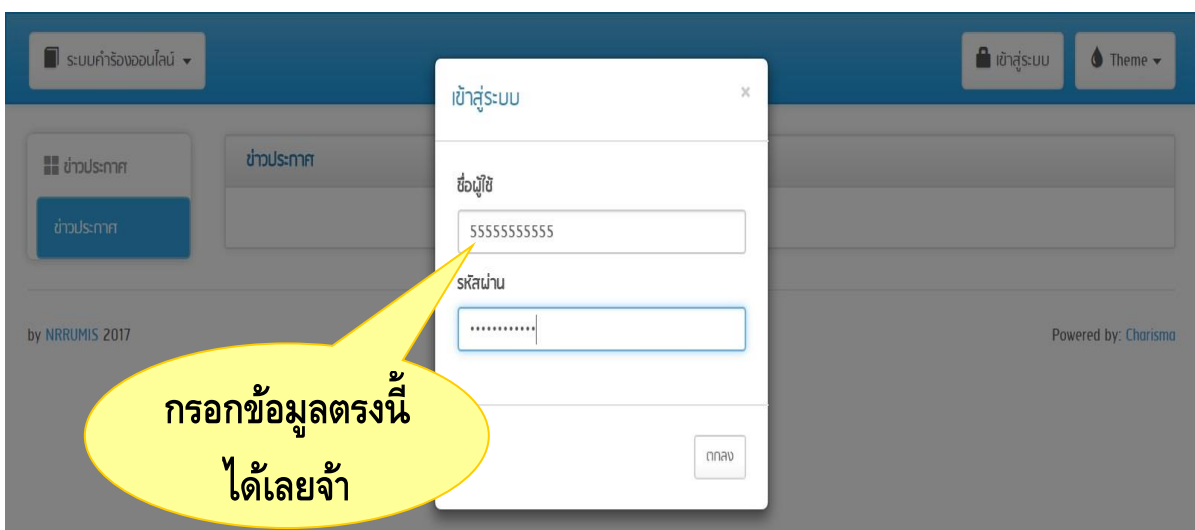 ระบบคำร้องออนไลน์
เข้าสู่ระบบ
Theme
เข้าสู่ระบบ
×
ข่าวประกาศ
ข่าวประกาศ
ข่าวประกาศ
ชื่อผู้ใช้
55555555555
รหัสผ่าน
••••••••••••
by NRRUMIS 2017
Powered by: Charisma
กรอกข้อมูลตรงนี้
ได้เลยจ้า
ตกลง